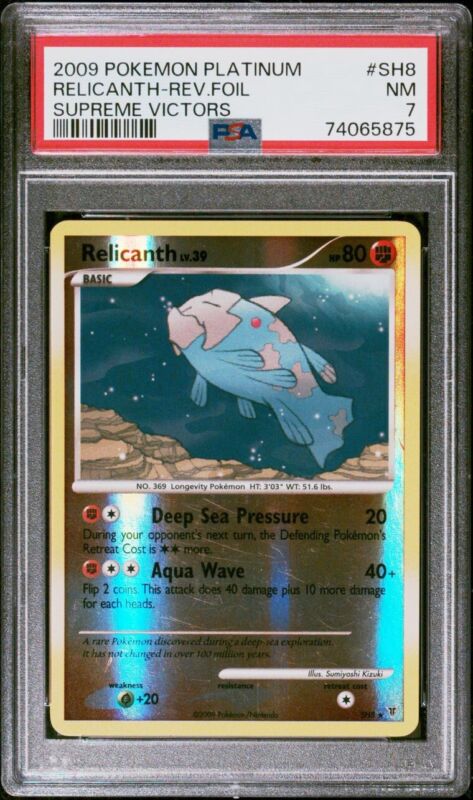 2009 POKEMON PLATINUM #SH8
RELICANTH-REV.FOIL NM
SUPREME VICTORS 7
PSA 74065875
Relicanth LV.39 HP 80
BASIC
NO. 369 Longevity Pokémon HT: 3'03" WT: 51.6 lbs.
Deep Sea Pressure 20
During your opponent's next turn, the Defending Pokémon's
Retreat Cost is more.
Aqua Wave 40+
Flip 2 coins. This attack does 40 damage plus 10 more damage
for each heads.
A rare Pokémon discovered during a deep-sea exploration.
It has not changed in over 100 million years.
Illus. Sumiyoshi Kizuki
weakness resistance retreat cost
+20
©2009 Pokémon/Nintendo SH8